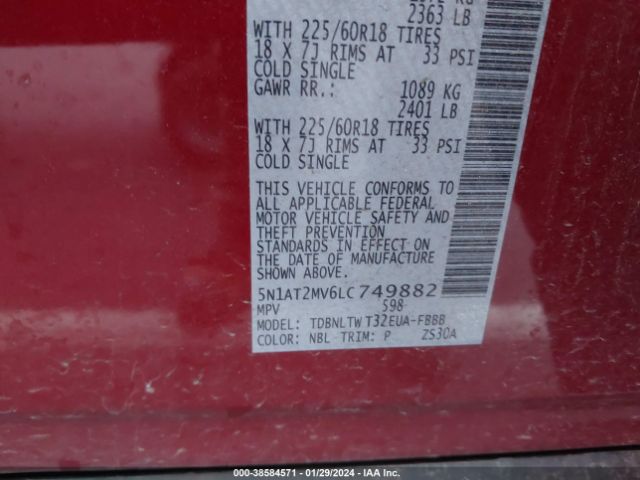 2363 LB
WITH 225/60R18 TIRES
18 X 7J RIMS AT 33 PSI
COLD SINGLE
GAWR RR.: 1089 KG
2401 LB
WITH 225/60R18 TIRES
18 X 7J RIMS AT 33 PSI
COLD SINGLE
THIS VEHICLE CONFORMS TO
ALL APPLICABLE FEDERAL
MOTOR VEHICLE SAFETY AND
THEFT PREVENTION
STANDARDS IN EFFECT ON
THE DATE OF MANUFACTURE
SHOWN ABOVE.
5N1AT2MV6LC749882
MPV 598
MODEL: TDBNLTWT32EUA-FBBB
COLOR: NBL TRIM: P ZS30A
000-38584571 | 01/29/2024 | IAA Inc.